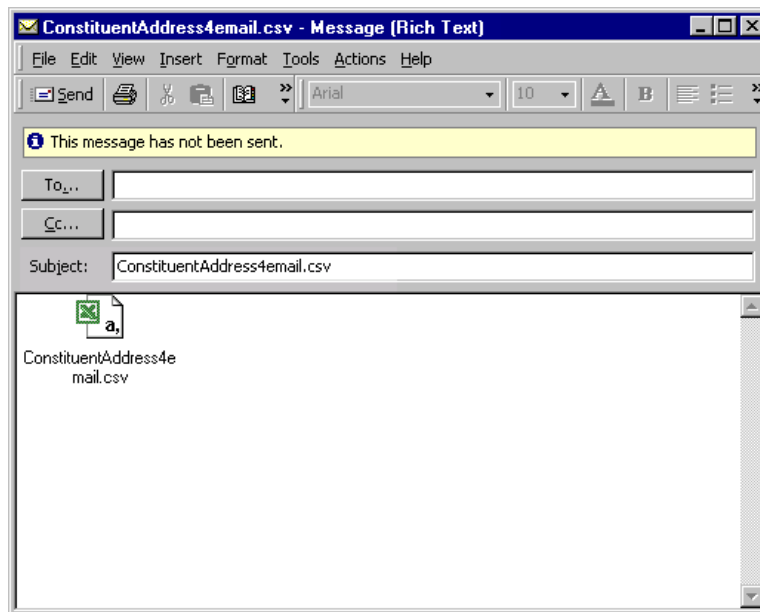 ConstituentAddress4email.csv - Message (Rich Text)
File Edit View Insert Format Tools Actions Help
Send » Arial 10 A B »
This message has not been sent.
To...
Cc...
Subject: ConstituentAddress4email.csv
a,
ConstituentAddress4e
mail.csv